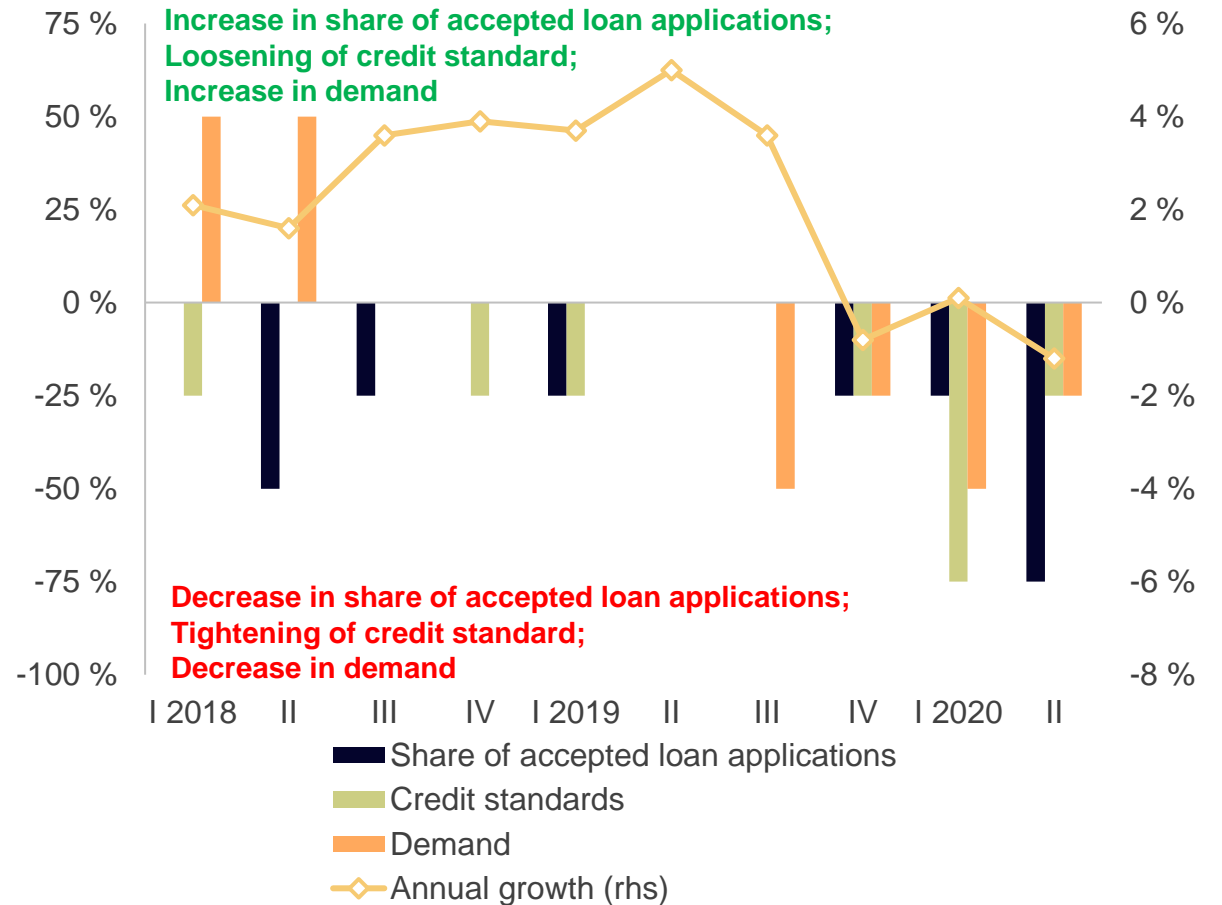 Increase in share of accepted loan applications;
Loosening of credit standard;
Increase in demand
75 %
50 %
25 %
0 %
-25 %
-50 %
-75 %
-100 %
6 %
4 %
2 %
0 %
-2 %
-4 %
-6 %
-8 %
Decrease in share of accepted loan applications;
Tightening of credit standard;
Decrease in demand
I 2018 II III IV I 2019 II III IV I 2020 II
Share of accepted loan applications
Credit standards
Demand
Annual growth (rhs)